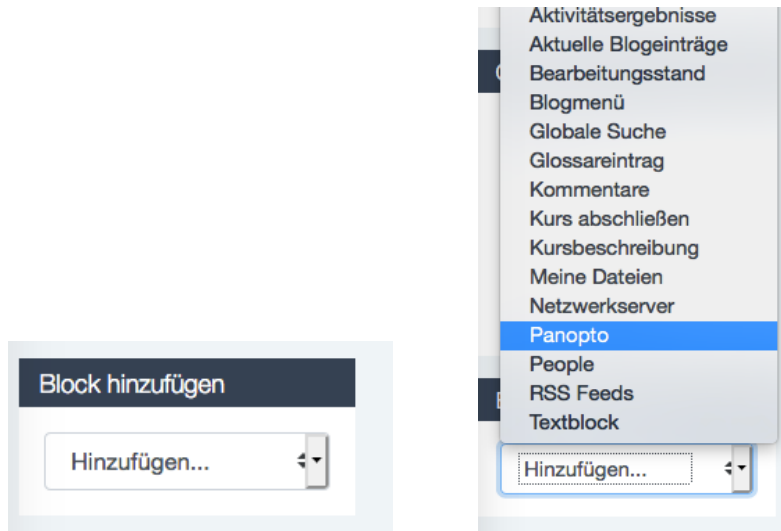 Block hinzufügen
Hinzufügen...
Aktivitätsergebnisse
Aktuelle Blogeinträge
Bearbeitungsstand
Blogmenü
Globale Suche
Glossareintrag
Kommentare
Kurs abschließen
Kursbeschreibung
Meine Dateien
Netzwerkserver
Panopto
People
RSS Feeds
Textblock
Hinzufügen...